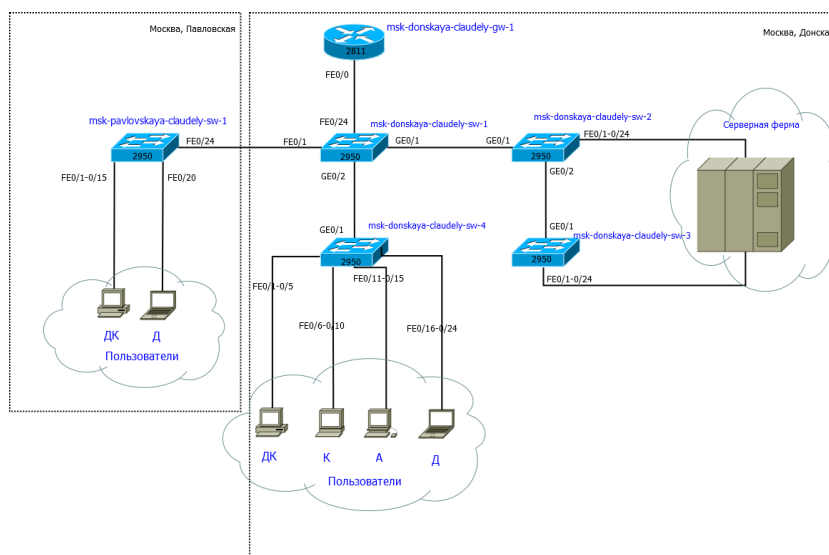 Москва, Павловская
msk-donskaya-claudely-gw-1
Москва, Донска
2811
FE0/0
msk-pavlovskaya-claudely-sw-1
FE0/24
msk-donskaya-claudely-sw-1
msk-donskaya-claudely-sw-2
Серверная ферма
FE0/24
FE0/1
GE0/1
GE0/1
FE0/1-0/24
2950
2950
2950
FE0/1-0/15
FE0/20
GE0/2
GE0/2
GE0/1
msk-donskaya-claudely-sw-4
GE0/1
msk-donskaya-claudely-sw-3
2950
2950
FE0/1-0/5
FE0/11-0/15
FE0/1-0/24
FE0/6-0/10
FE0/16-0/24
ДК
Д
Пользователи
ДК
К
А
Д
Пользователи